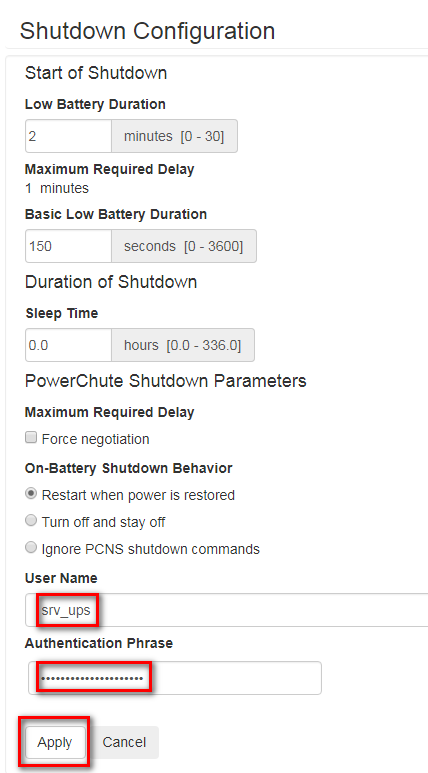 Shutdown Configuration
Start of Shutdown
Low Battery Duration
2 minutes [0 - 30]
Maximum Required Delay
1 minutes
Basic Low Battery Duration
150 seconds [0 - 3600]
Duration of Shutdown
Sleep Time
0.0 hours [0.0 - 336.0]
PowerChute Shutdown Parameters
Maximum Required Delay
Force negotiation
On-Battery Shutdown Behavior
Restart when power is restored
Turn off and stay off
Ignore PCNS shutdown commands
User Name
srv_ups
Authentication Phrase
•••••••••••••••••••••
Apply Cancel